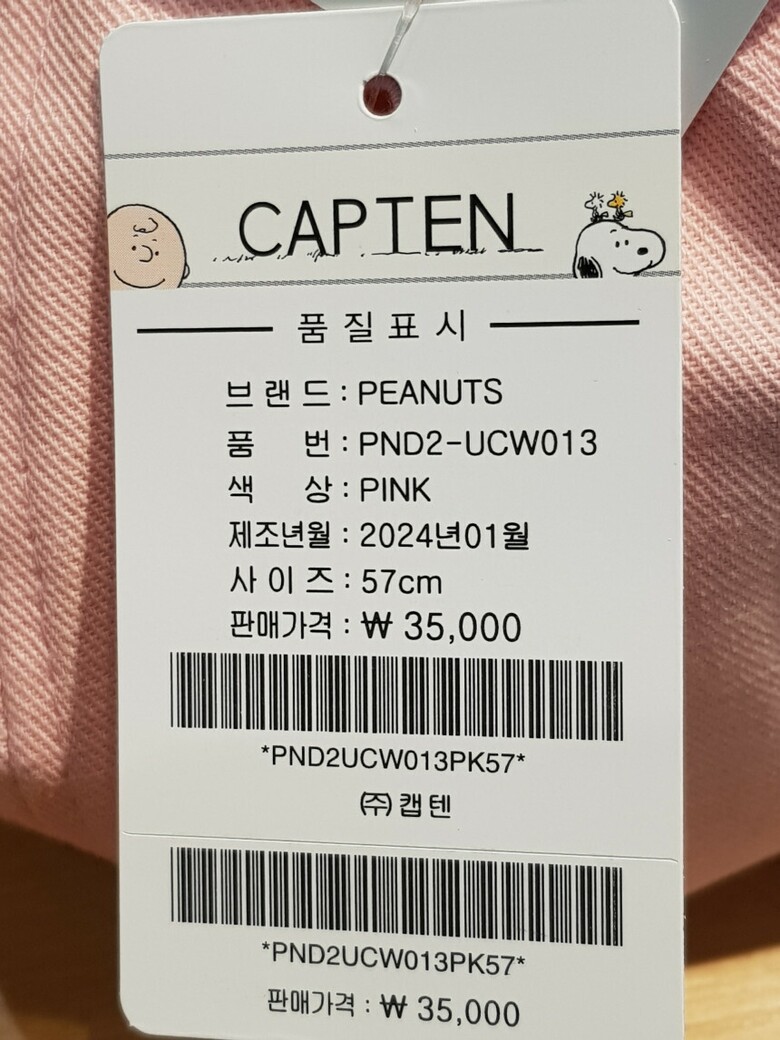 CAPTEN
품질표시
브랜드 : PEANUTS
품 번 : PND2-UCW013
색 상 : PINK
제조년월 : 2024년01월
사이즈 : 57cm
판매가격 : ₩ 35,000
*PND2UCW013PK57*
㈜캡텐
*PND2UCW013PK57*
판매가격 : ₩ 35,000